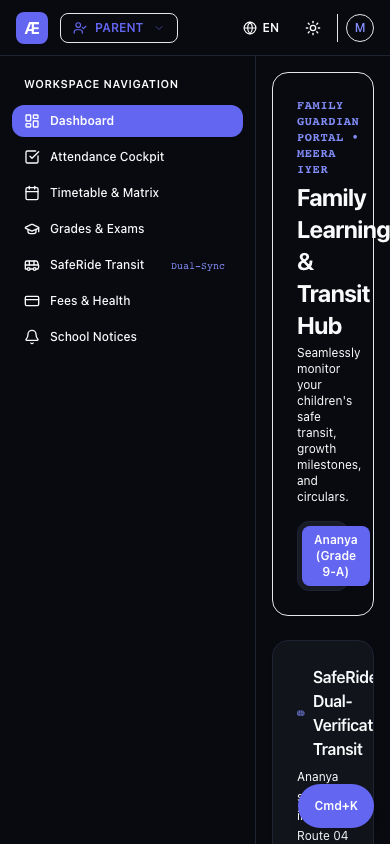 Æ PARENT EN M
WORKSPACE NAVIGATION
Dashboard
Attendance Cockpit
Timetable & Matrix
Grades & Exams
SafeRide Transit Dual-Sync
Fees & Health
School Notices
FAMILY
GUARDIAN
PORTAL •
MEERA
IYER
Family
Learning
&
Transit
Hub
Seamlessly
monitor
your
children's
safe
transit,
growth
milestones,
and
circulars.
Ananya
(Grade
9-A)
SafeRide
Dual-
Verificat
Transit
Ananya
Cmd+K
Route 04